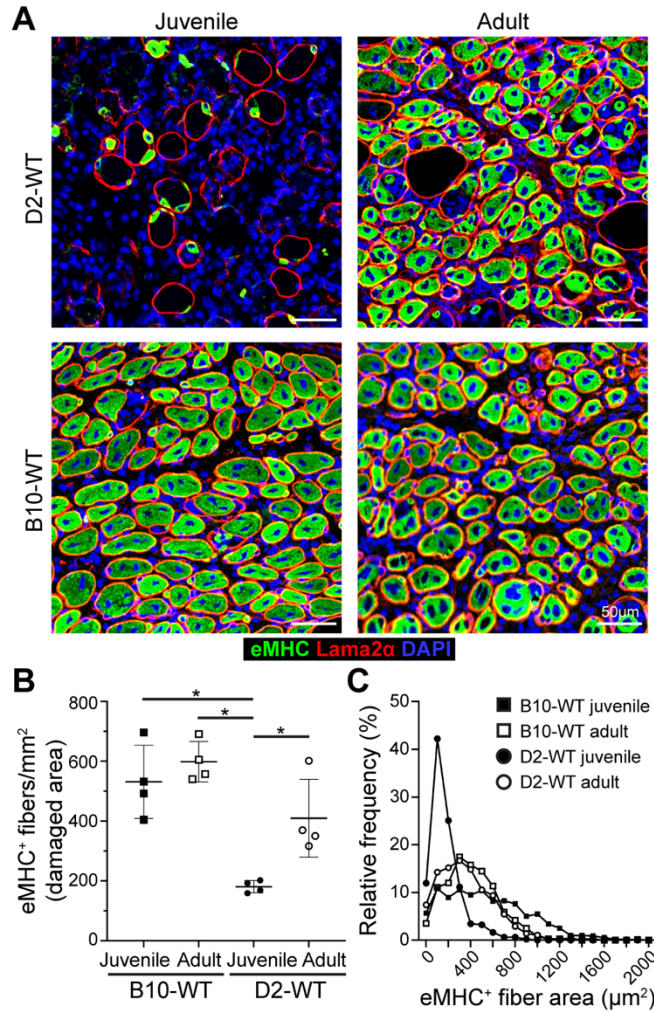 A
Juvenile
Adult
D2-WT
B10-WT
50μm
eMHC Lama2α DAPI
B
eMHC⁺ fibers/mm²
(damaged area)
800
600
400
200
0
*
*
*
Juvenile Adult Juvenile Adult
B10-WT D2-WT
C
Relative frequency (%)
50
40
30
20
10
0
B10-WT juvenile
B10-WT adult
D2-WT juvenile
D2-WT adult
0 400 800 1200 1600 2000
eMHC⁺ fiber area (μm²)